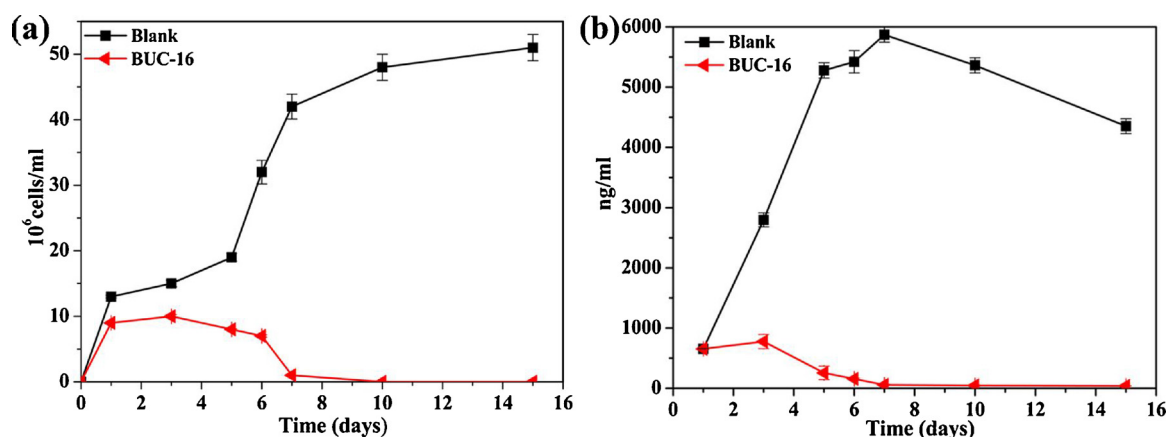 (a)
Blank
BUC-16
10⁶cells/ml
50
40
30
20
10
0
0 2 4 6 8 10 12 14 16
Time (days)
(b)
Blank
BUC-16
ng/ml
6000
5000
4000
3000
2000
1000
0
0 2 4 6 8 10 12 14 16
Time (days)